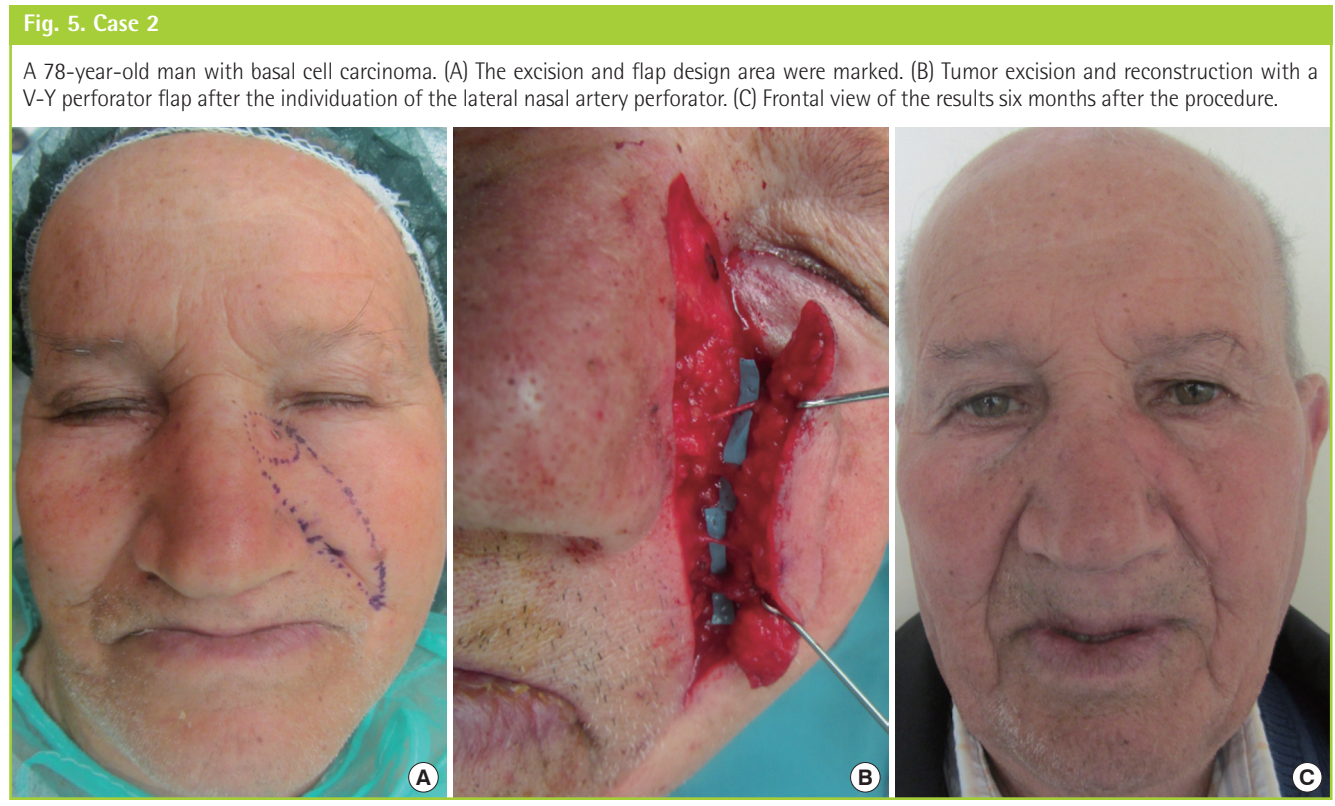 Fig. 5. Case 2
A 78-year-old man with basal cell carcinoma. (A) The excision and flap design area were marked. (B) Tumor excision and reconstruction with a
V-Y perforator flap after the individuation of the lateral nasal artery perforator. (C) Frontal view of the results six months after the procedure.
A
B
C